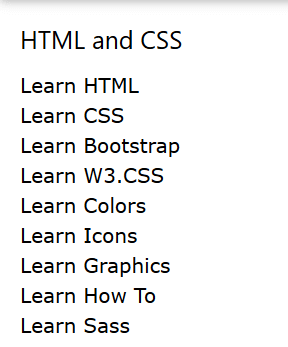 HTML and CSS
Learn HTML
Learn CSS
Learn Bootstrap
Learn W3.CSS
Learn Colors
Learn Icons
Learn Graphics
Learn How To
Learn Sass